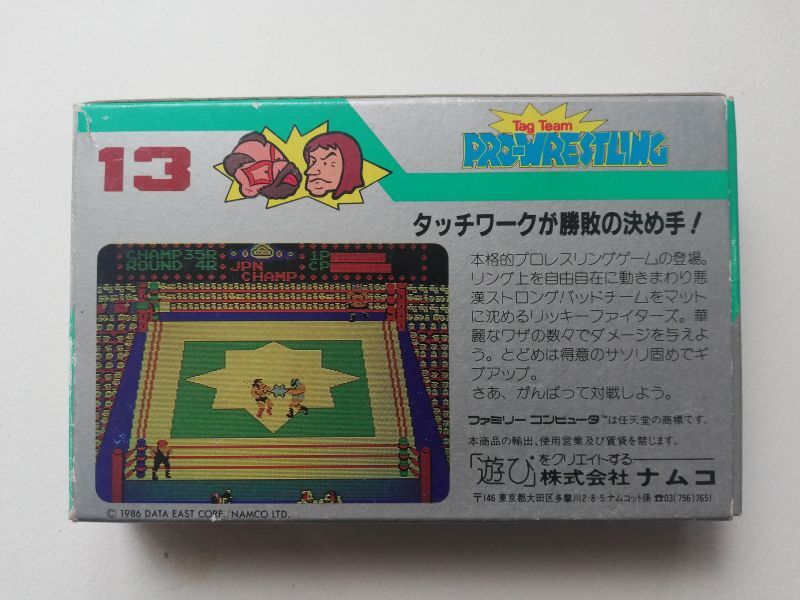 13
Tag Team
PRO-WRESTLING
タッチワークが勝敗の決め手!
CHAMP35R
ROUND 4R
JPN
CHAMP
1P
CP
本格的プロレスリングゲームの登場。
リング上を自由自在に動きまわり悪
漢ストロングバッドチームをマット
に沈めるリッキーファイターズ。華
麗なワザの数々でダメージを与えよ
う。とどめは得意のサソリ固めでギ
ブアップ。
さあ、がんばって対戦しよう。
ファミリーコンピュータ™は任天堂の商標です。
本商品の輸出、使用営業及び賃貸を禁じます。
「遊び」をクリエイトする
株式会社 ナムコ
〒146 東京都大田区多摩川2-8-5 ナムコット係 ☎03(756)7651
© 1986 DATA EAST CORP./NAMCO LTD.